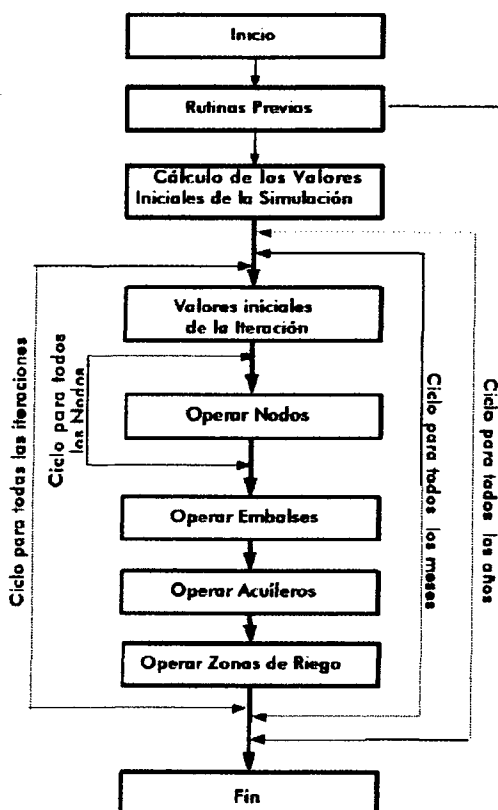 Inicio
Rutinas Previas
Cálculo de los Valores
Iniciales de la Simulación
Valores iniciales
de la Iteración
Operar Nodos
Operar Embalses
Operar Acuíferos
Operar Zonas de Riego
Fin
Ciclo para todas las iteraciones
Ciclo para todos
los Nodos
Ciclo para todos los meses
Ciclo para todos las años